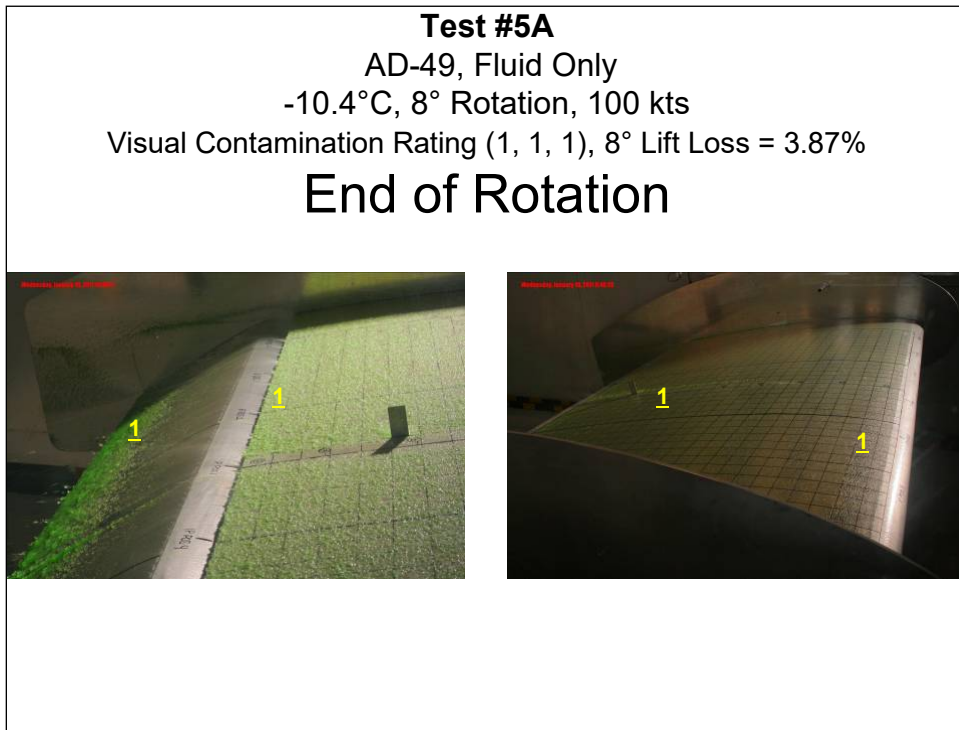 Test #5A
AD-49, Fluid Only
-10.4°C, 8° Rotation, 100 kts
Visual Contamination Rating (1, 1, 1), 8° Lift Loss = 3.87%
End of Rotation
1
1
1
1